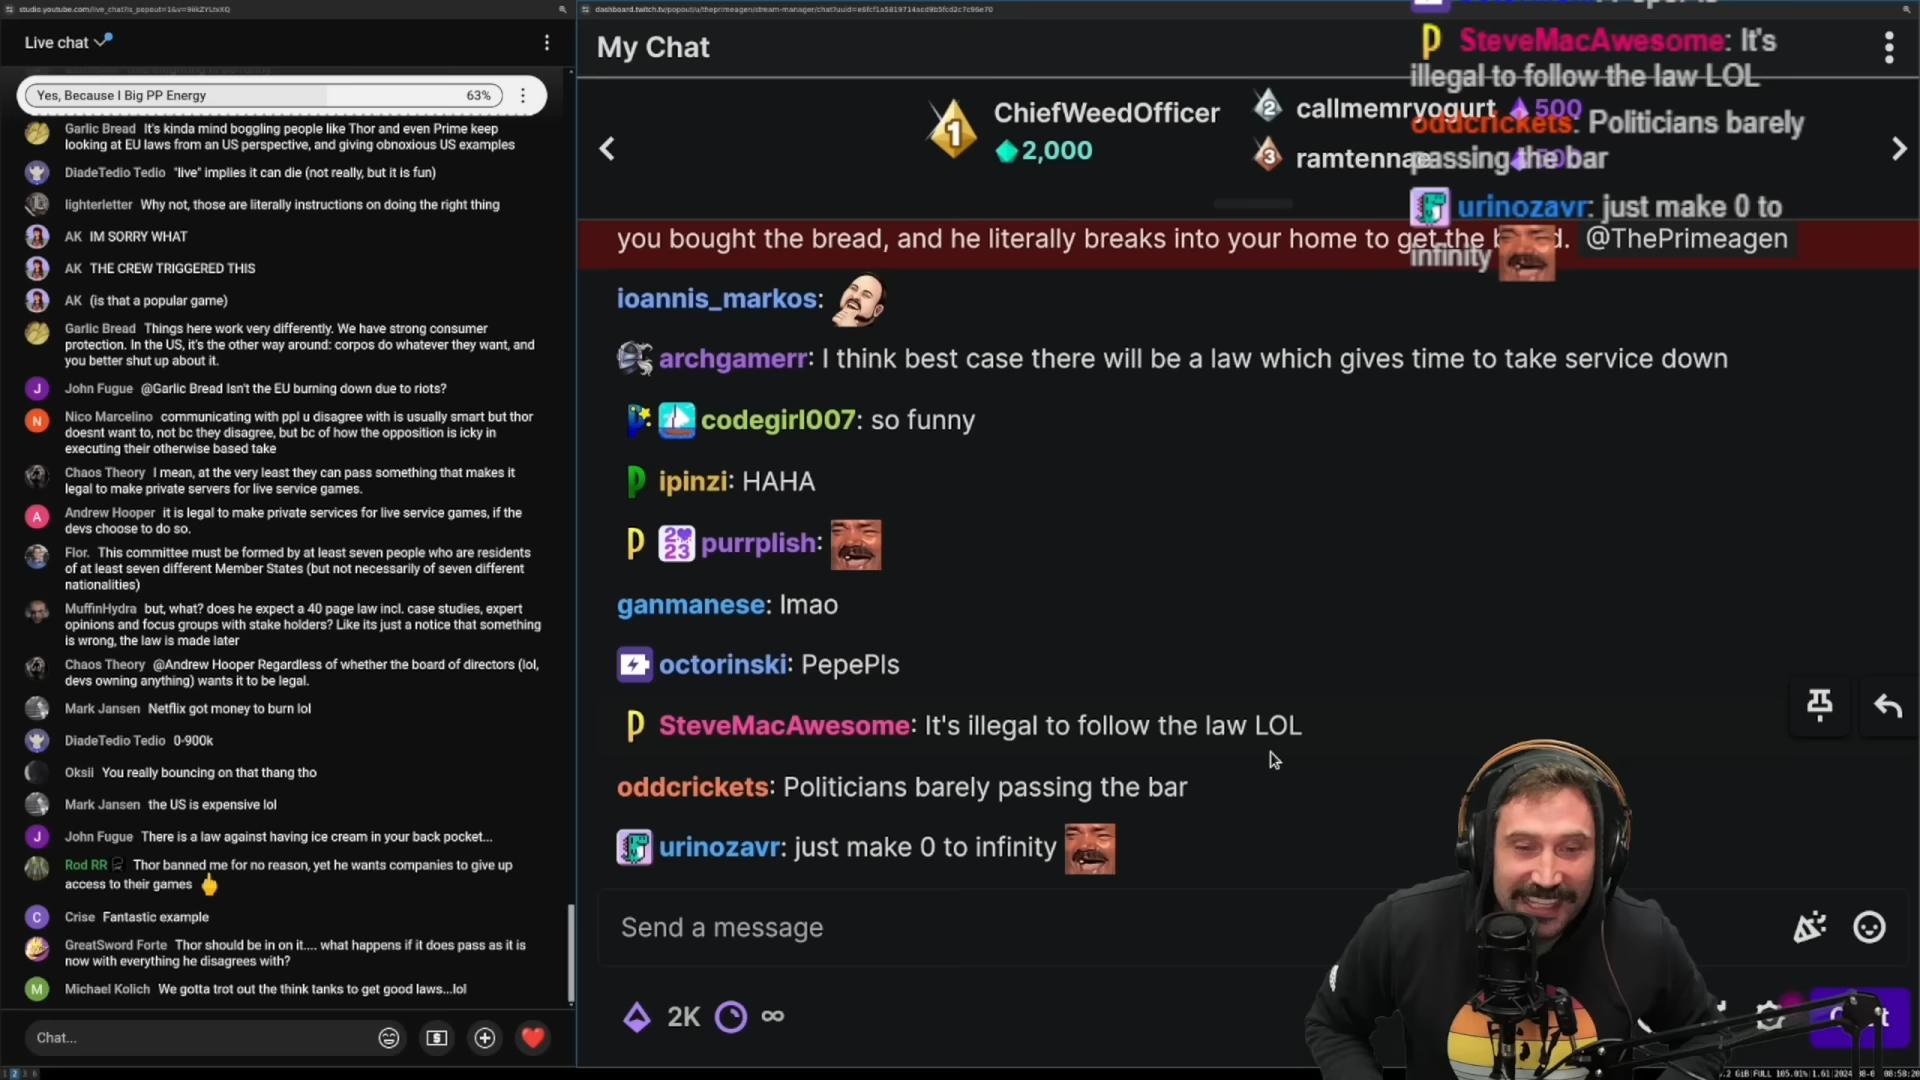 studio.youtube.com/live_chat?is_popout=1&v=
Live chat
Yes, Because I Big PP Energy 63%
Garlic Bread It's kinda mind boggling people like Thor and even Prime keep
looking at EU laws from an US perspective, and giving obnoxious US examples
DiadeTedio Tedio "live" implies it can die (not really, but it is fun)
lighterletter Why not, those are literally instructions on doing the right thing
AK IM SORRY WHAT
AK THE CREW TRIGGERED THIS
AK (is that a popular game)
Garlic Bread Things here work very differently. We have strong consumer
protection. In the US, it's the other way around: corpos do whatever they want, and
you better shut up about it.
J John Fugue @Garlic Bread Isn't the EU burning down due to riots?
N Nico Marcelino communicating with ppl u disagree with is usually smart but thor
doesnt want to, not bc they disagree, but bc of how the opposition is icky in
executing their otherwise based take
Chaos Theory I mean, at the very least they can pass something that makes it
legal to make private servers for live service games.
A Andrew Hooper it is legal to make private services for live service games, if the
devs choose to do so.
Flor. This committee must be formed by at least seven people who are residents
of at least seven different Member States (but not necessarily of seven different
nationalities)
MuffinHydra but, what? does he expect a 40 page law incl. case studies, expert
opinions and focus groups with stake holders? Like its just a notice that something
is wrong, the law is made later
Chaos Theory @Andrew Hooper Regardless of whether the board of directors (lol,
devs owning anything) wants it to be legal.
Mark Jansen Netflix got money to burn lol
DiadeTedio Tedio 0-900k
Oksii You really bouncing on that thang tho
Mark Jansen the US is expensive lol
J John Fugue There is a law against having ice cream in your back pocket...
Rod RR Thor banned me for no reason, yet he wants companies to give up
access to their games 🖕
C Crise Fantastic example
GreatSword Forte Thor should be in on it.... what happens if it does pass as it is
now with everything he disagrees with?
M Michael Kolich We gotta trot out the think tanks to get good laws...lol
Chat...
My Chat
1 ChiefWeedOfficer
2,000
2 callmemryogurt 500
3 ramtennae
you bought the bread, and he literally breaks into your home to get the @ThePrimeagen
ioannis_markos:
archgamerr: I think best case there will be a law which gives time to take service down
codegirl007: so funny
ipinzi: HAHA
2023 purrplish:
ganmanese: lmao
octorinski: PepePls
SteveMacAwesome: It's illegal to follow the law LOL
oddcrickets: Politicians barely passing the bar
urinozavr: just make 0 to infinity
Send a message
2K ∞
SteveMacAwesome: It's
illegal to follow the law LOL
oddcrickets: Politicians barely
passing the bar
urinozavr: just make 0 to
infinity